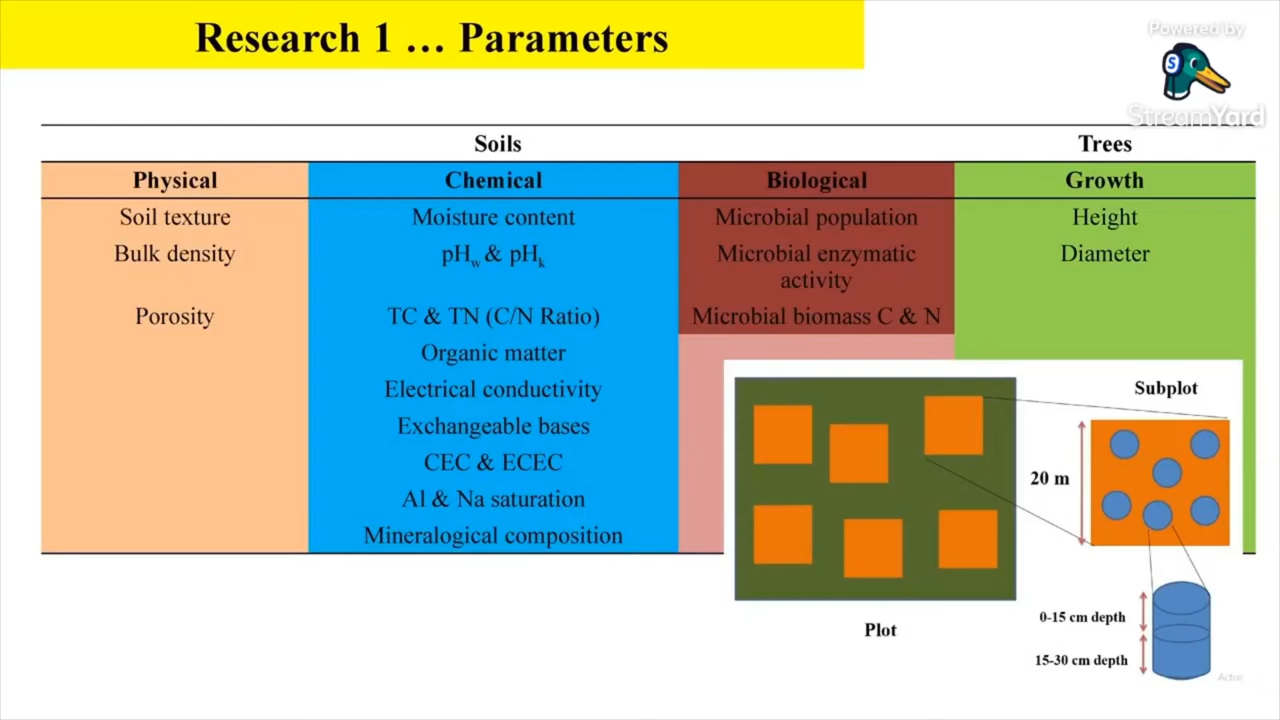 Research 1 … Parameters
Powered by
S
StreamYard
Soils Trees
Physical Chemical Biological Growth
Soil texture Moisture content Microbial population Height
Bulk density pHw & pHk Microbial enzymatic Diameter
activity
Porosity TC & TN (C/N Ratio) Microbial biomass C & N
Organic matter
Electrical conductivity
Exchangeable bases
CEC & ECEC
Al & Na saturation
Mineralogical composition
Subplot
20 m
Plot
0-15 cm depth
15-30 cm depth